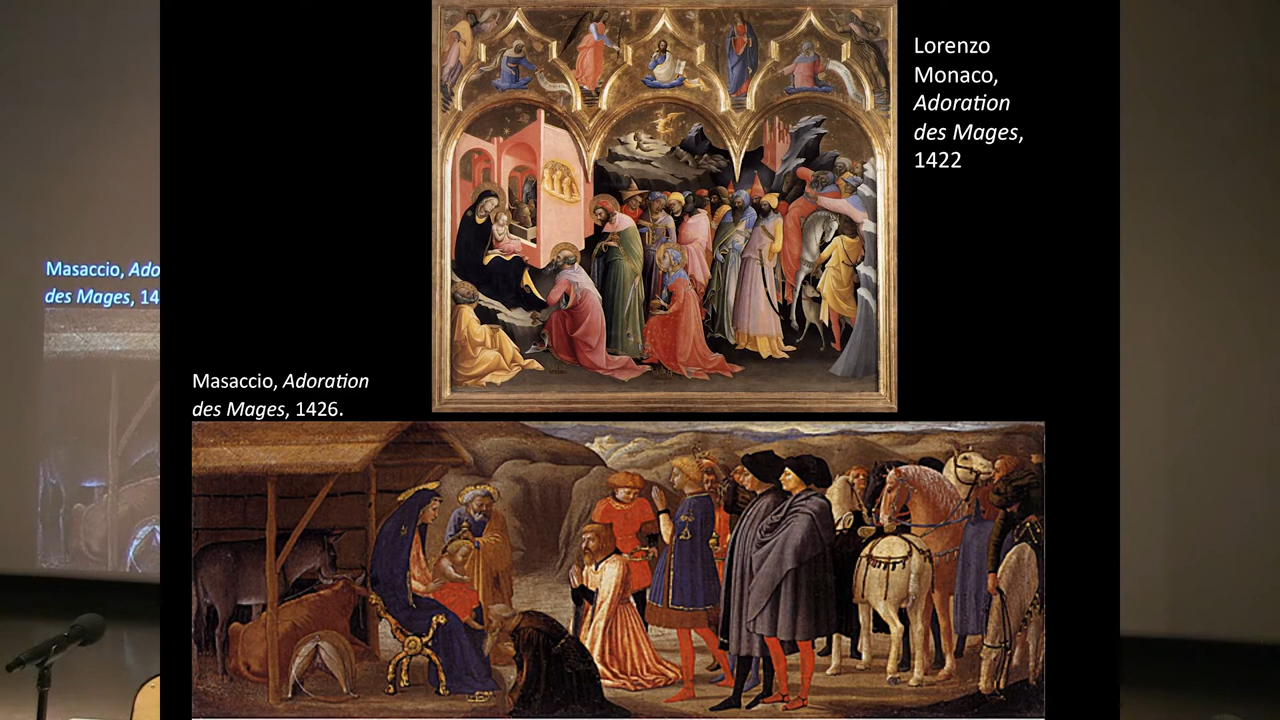 Lorenzo
Monaco,
Adoration
des Mages,
1422
Masaccio, Ado
des Mages, 14
Masaccio, Adoration
des Mages, 1426.